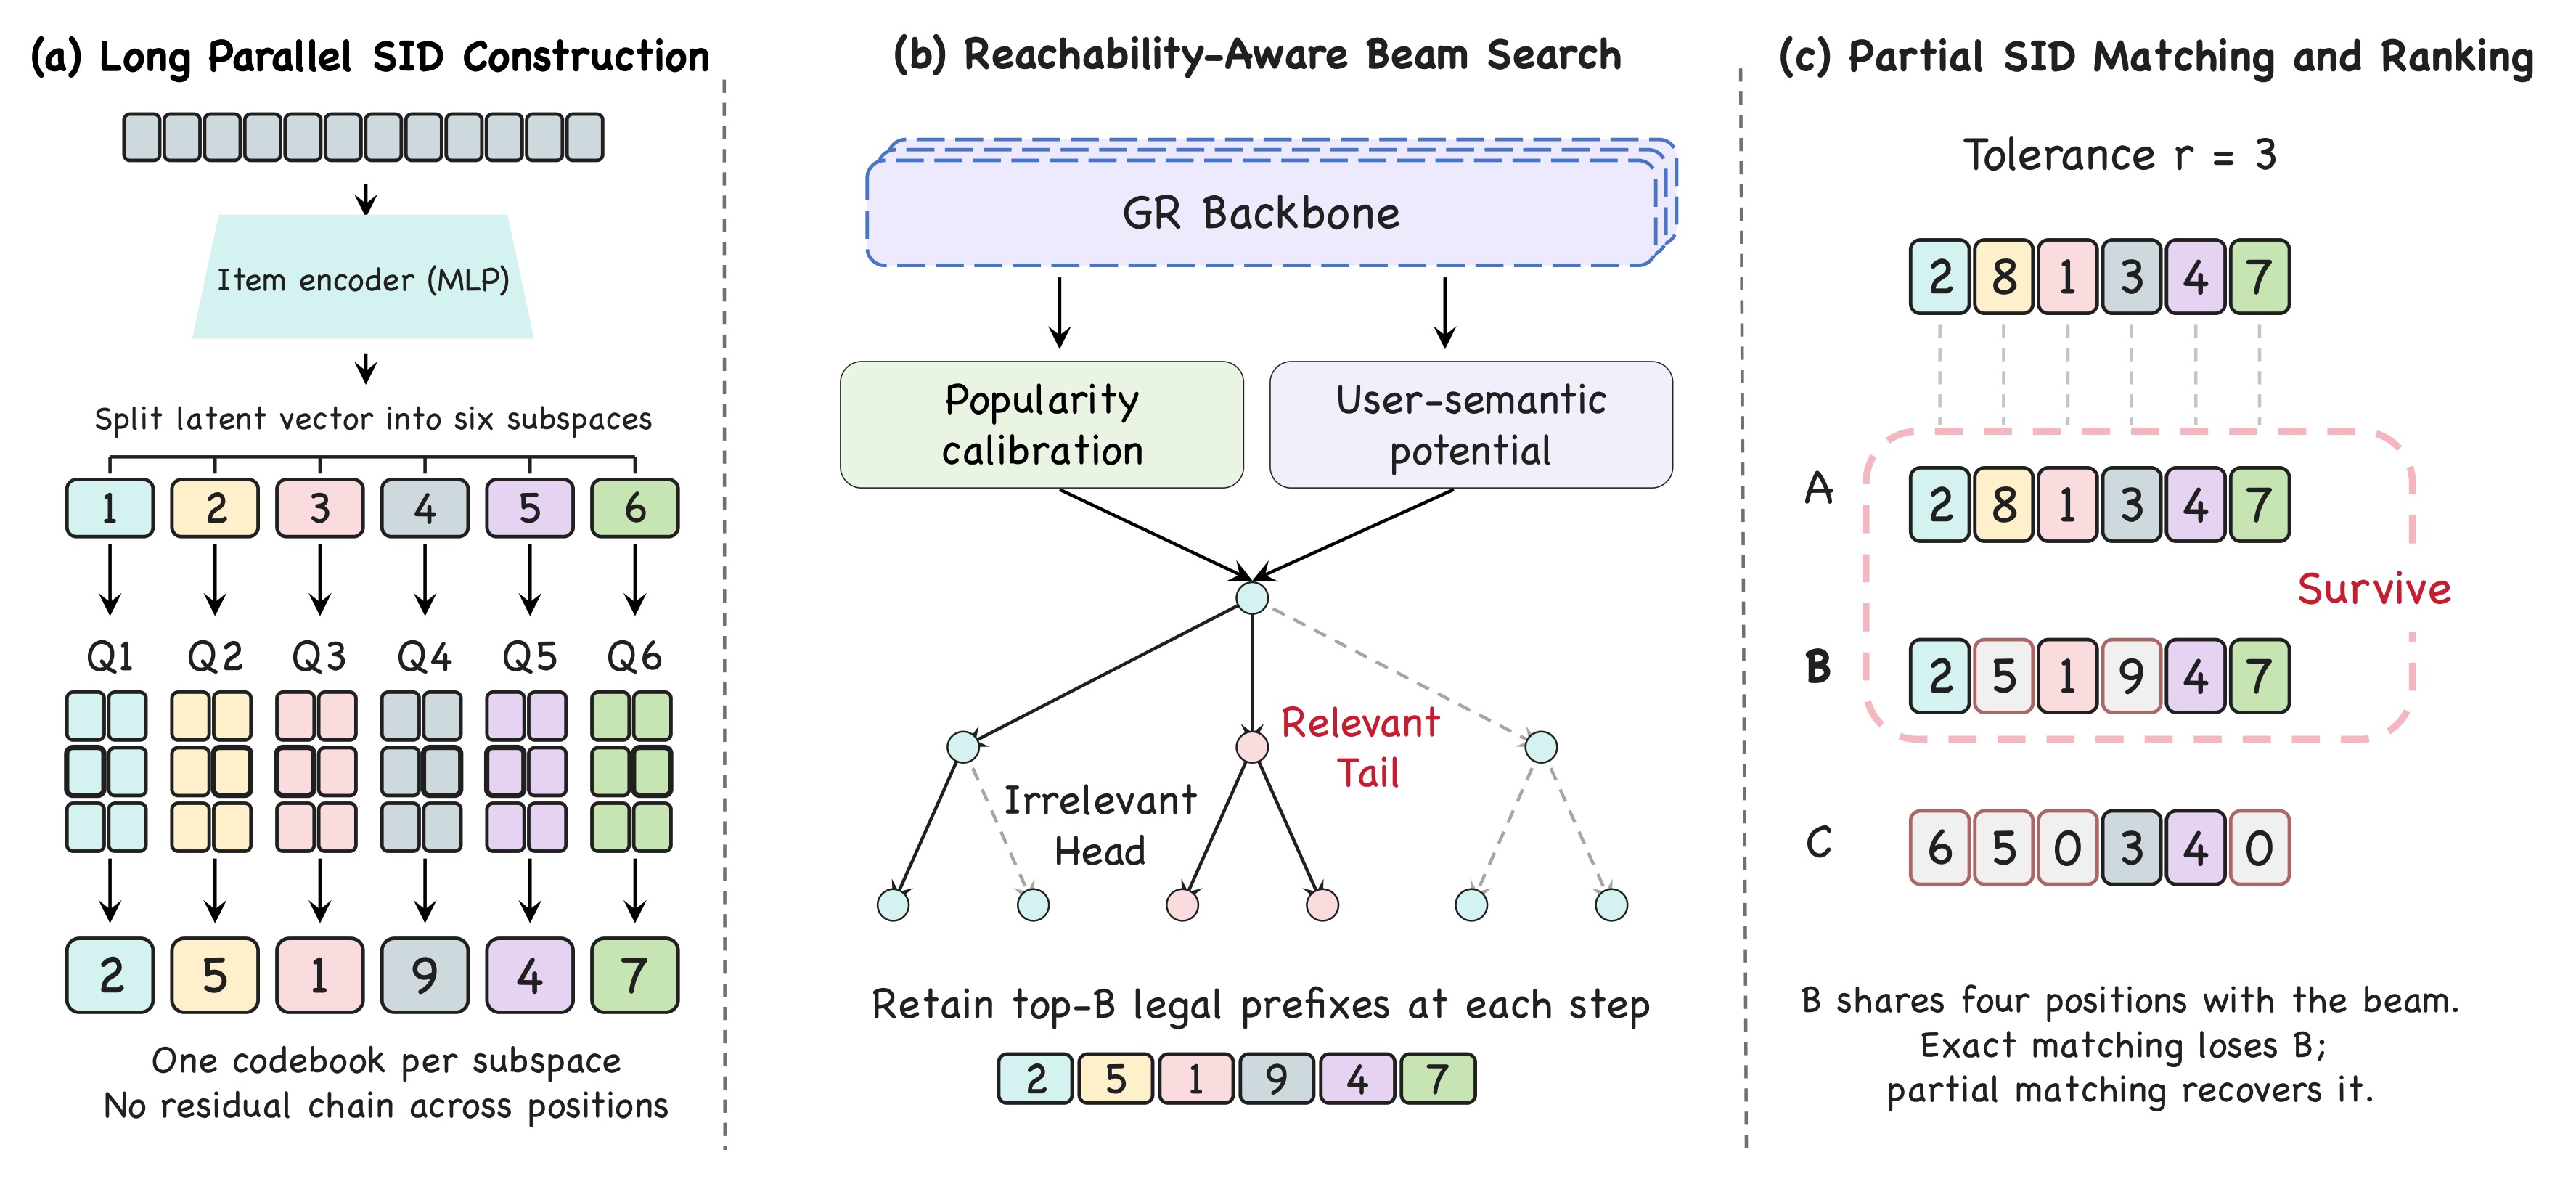 (a) Long Parallel SID Construction
Item encoder (MLP)
Split latent vector into six subspaces
1 2 3 4 5 6
Q1 Q2 Q3 Q4 Q5 Q6
2 5 1 9 4 7
One codebook per subspace
No residual chain across positions
(b) Reachability-Aware Beam Search
GR Backbone
Popularity
calibration
User-semantic
potential
Relevant
Tail
Irrelevant
Head
Retain top-B legal prefixes at each step
2 5 1 9 4 7
(c) Partial SID Matching and Ranking
Tolerance r = 3
2 8 1 3 4 7
A 2 8 1 3 4 7
Survive
B 2 5 1 9 4 7
C 6 5 0 3 4 0
B shares four positions with the beam.
Exact matching loses B;
partial matching recovers it.